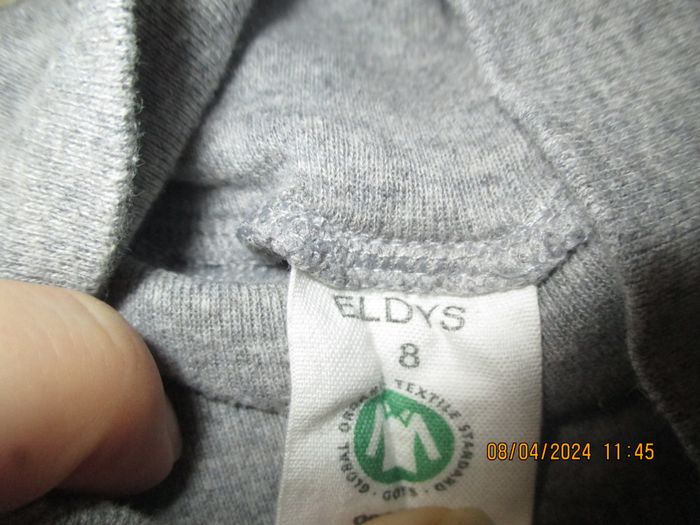 ELDYS
8
GLOBAL ORGANIC TEXTILE STANDARD · GOTS ·
08/04/2024 11:45